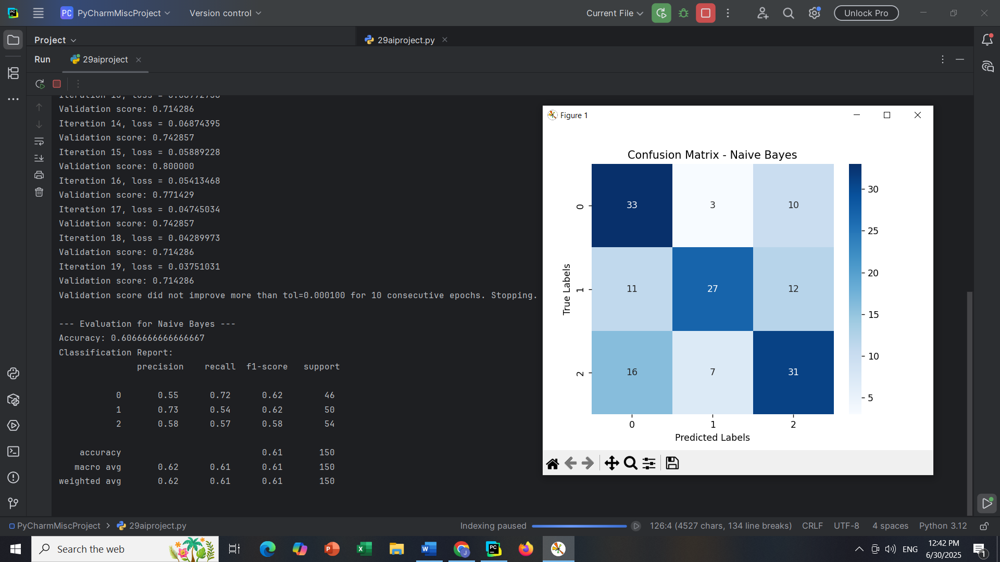 PC PyCharmMiscProject Version control Current File Unlock Pro
Project 29aiproject.py
Run 29aiproject
Validation score: 0.714286
Iteration 14, loss = 0.06874395
Validation score: 0.742857
Iteration 15, loss = 0.05889228
Validation score: 0.800000
Iteration 16, loss = 0.05413468
Validation score: 0.771429
Iteration 17, loss = 0.04745034
Validation score: 0.742857
Iteration 18, loss = 0.04289973
Validation score: 0.714286
Iteration 19, loss = 0.03751031
Validation score: 0.714286
Validation score did not improve more than tol=0.000100 for 10 consecutive epochs. Stopping.
--- Evaluation for Naive Bayes ---
Accuracy: 0.6066666666666667
Classification Report:
precision recall f1-score support
0 0.55 0.72 0.62 46
1 0.73 0.54 0.62 50
2 0.58 0.57 0.58 54
accuracy 0.61 150
macro avg 0.62 0.61 0.61 150
weighted avg 0.62 0.61 0.61 150
Figure 1
Confusion Matrix - Naive Bayes
True Labels
0 33 3 10
1 11 27 12
2 16 7 31
0 1 2
Predicted Labels
30
25
20
15
10
5
PyCharmMiscProject > 29aiproject.py Indexing paused 126:4 (4527 chars, 134 line breaks) CRLF UTF-8 4 spaces Python 3.12
Search the web ENG 12:42 PM
6/30/2025 1